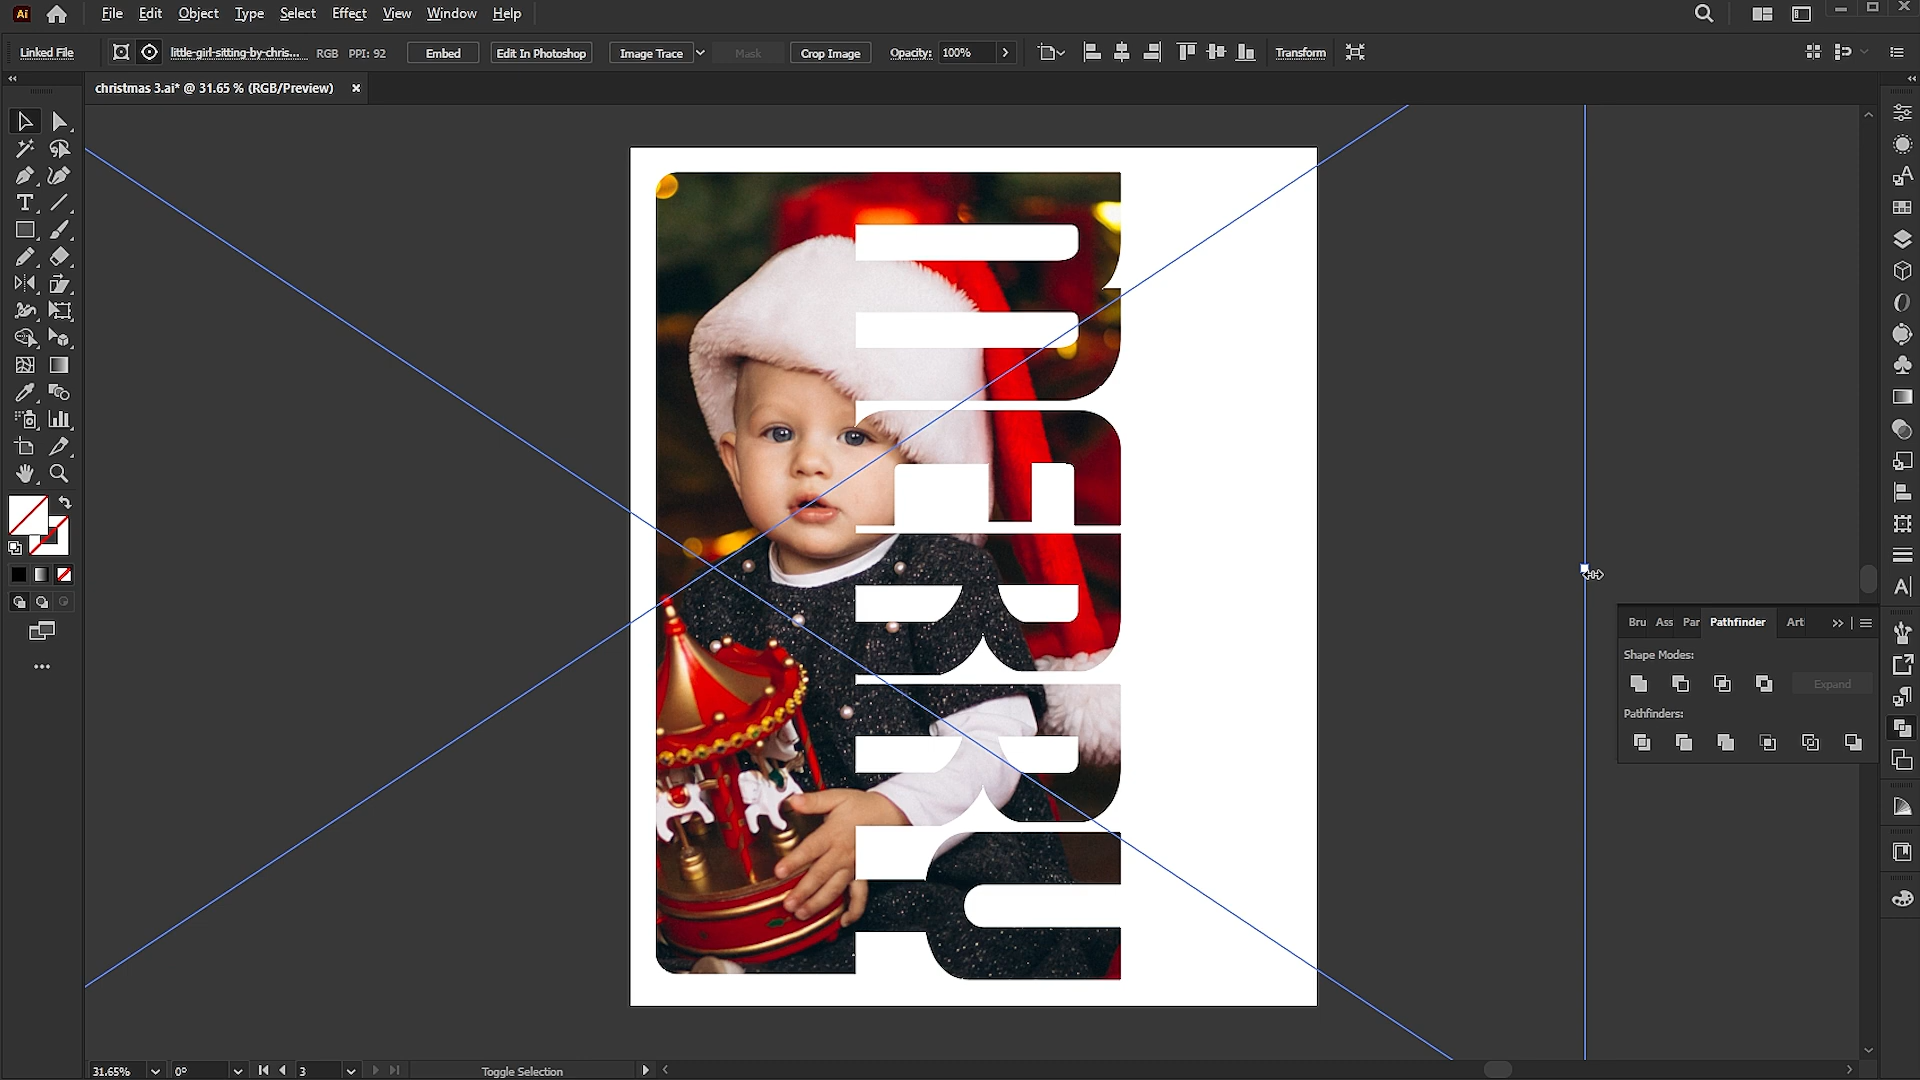 Ai File Edit Object Type Select Effect View Window Help
Linked File little-girl-sitting-by-chris... RGB PPI: 92 Embed Edit In Photoshop Image Trace Mask Crop Image Opacity: 100% Transform
christmas 3.ai* @ 31.65 % (RGB/Preview)
MERRY
Bru Ass Par Pathfinder Art
Shape Modes:
Expand
Pathfinders:
31.65% 0° 3 Toggle Selection